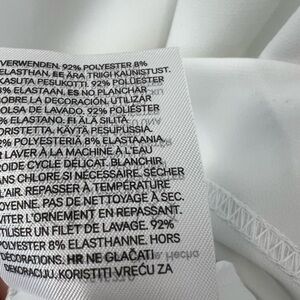 VERWENDEN. 92% POLYESTER 8%
ELASTHAN. EE ÄRA TRIIGI KAUNISTUST.
KASUTA PESUKOTTI. 92% POLÜESTER
8% ELASTAAN. ES NO PLANCHAR
SOBRE LA DECORACIÓN. UTILIZAR
BOLSA DE LAVADO. 92% POLIÉSTER
8% ELASTANO. FI ÄLÄ SILITÄ
KORISTETTA. KÄYTÄ PESUPUSSIA.
92% POLYESTERIÄ 8% ELASTAANIA.
FR LAVER À LA MACHINE À L'EAU
FROIDE CYCLE DÉLICAT. BLANCHIR
SANS CHLORE SI NÉCESSAIRE. SÉCHER
À L'AIR. REPASSER À TEMPÉRATURE
MOYENNE. PAS DE NETTOYAGE À SEC.
ÉVITER L'ORNEMENT EN REPASSANT.
UTILISER UN FILET DE LAVAGE. 92%
POLYESTER 8% ELASTHANNE. HORS
DÉCORATIONS. HR NE GLAČATI
DEKORACIJU. KORISTITI VREĆU ZA